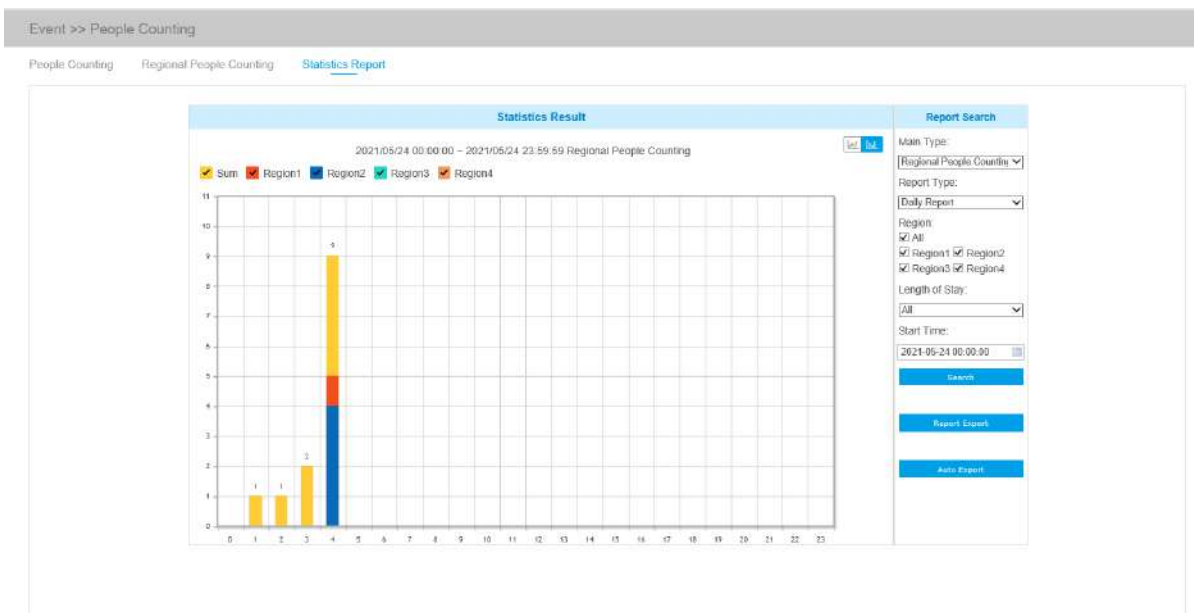 Event >> People Counting
People Counting Regional People Counting Statistics Report
Statistics Result
2021/05/24 00:00:00 ~ 2021/05/24 23:59:59 Regional People Counting
Sum Region1 Region2 Region3 Region4
11
10
9
8
7
6
5
4
3
2
1
0
1 1 2 9
0 1 2 3 4 5 6 7 8 9 10 11 12 13 14 15 16 17 18 19 20 21 22 23
Report Search
Main Type:
Regional People Counting
Report Type:
Daily Report
Region:
All
Region1 Region2
Region3 Region4
Length of Stay:
All
Start Time:
2021-05-24 00:00:00
Search
Report Export
Auto Export